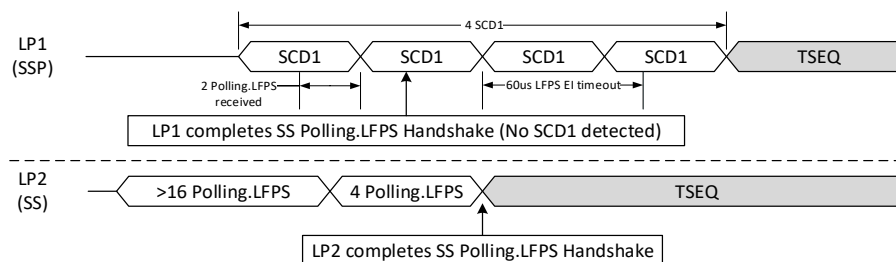 4 SCD1
LP1
(SSP)
SCD1
SCD1
SCD1
SCD1
TSEQ
2 Polling.LFPS
received
60us LFPS EI timeout
LP1 completes SS Polling.LFPS Handshake (No SCD1 detected)
LP2
(SS)
>16 Polling.LFPS
4 Polling.LFPS
TSEQ
LP2 completes SS Polling.LFPS Handshake